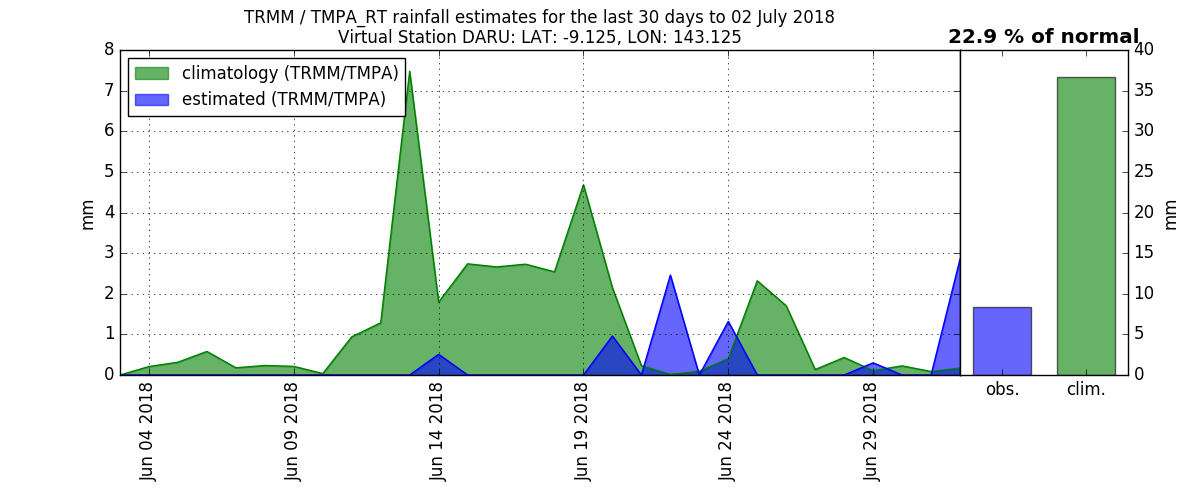 TRMM / TMPA_RT rainfall estimates for the last 30 days to 02 July 2018
Virtual Station DARU: LAT: -9.125, LON: 143.125
22.9 % of normal
climatology (TRMM/TMPA)
estimated (TRMM/TMPA)
8
7
6
5
4
3
2
1
0
mm
Jun 04 2018
Jun 09 2018
Jun 14 2018
Jun 19 2018
Jun 24 2018
Jun 29 2018
40
35
30
25
20
15
10
5
0
mm
obs.
clim.